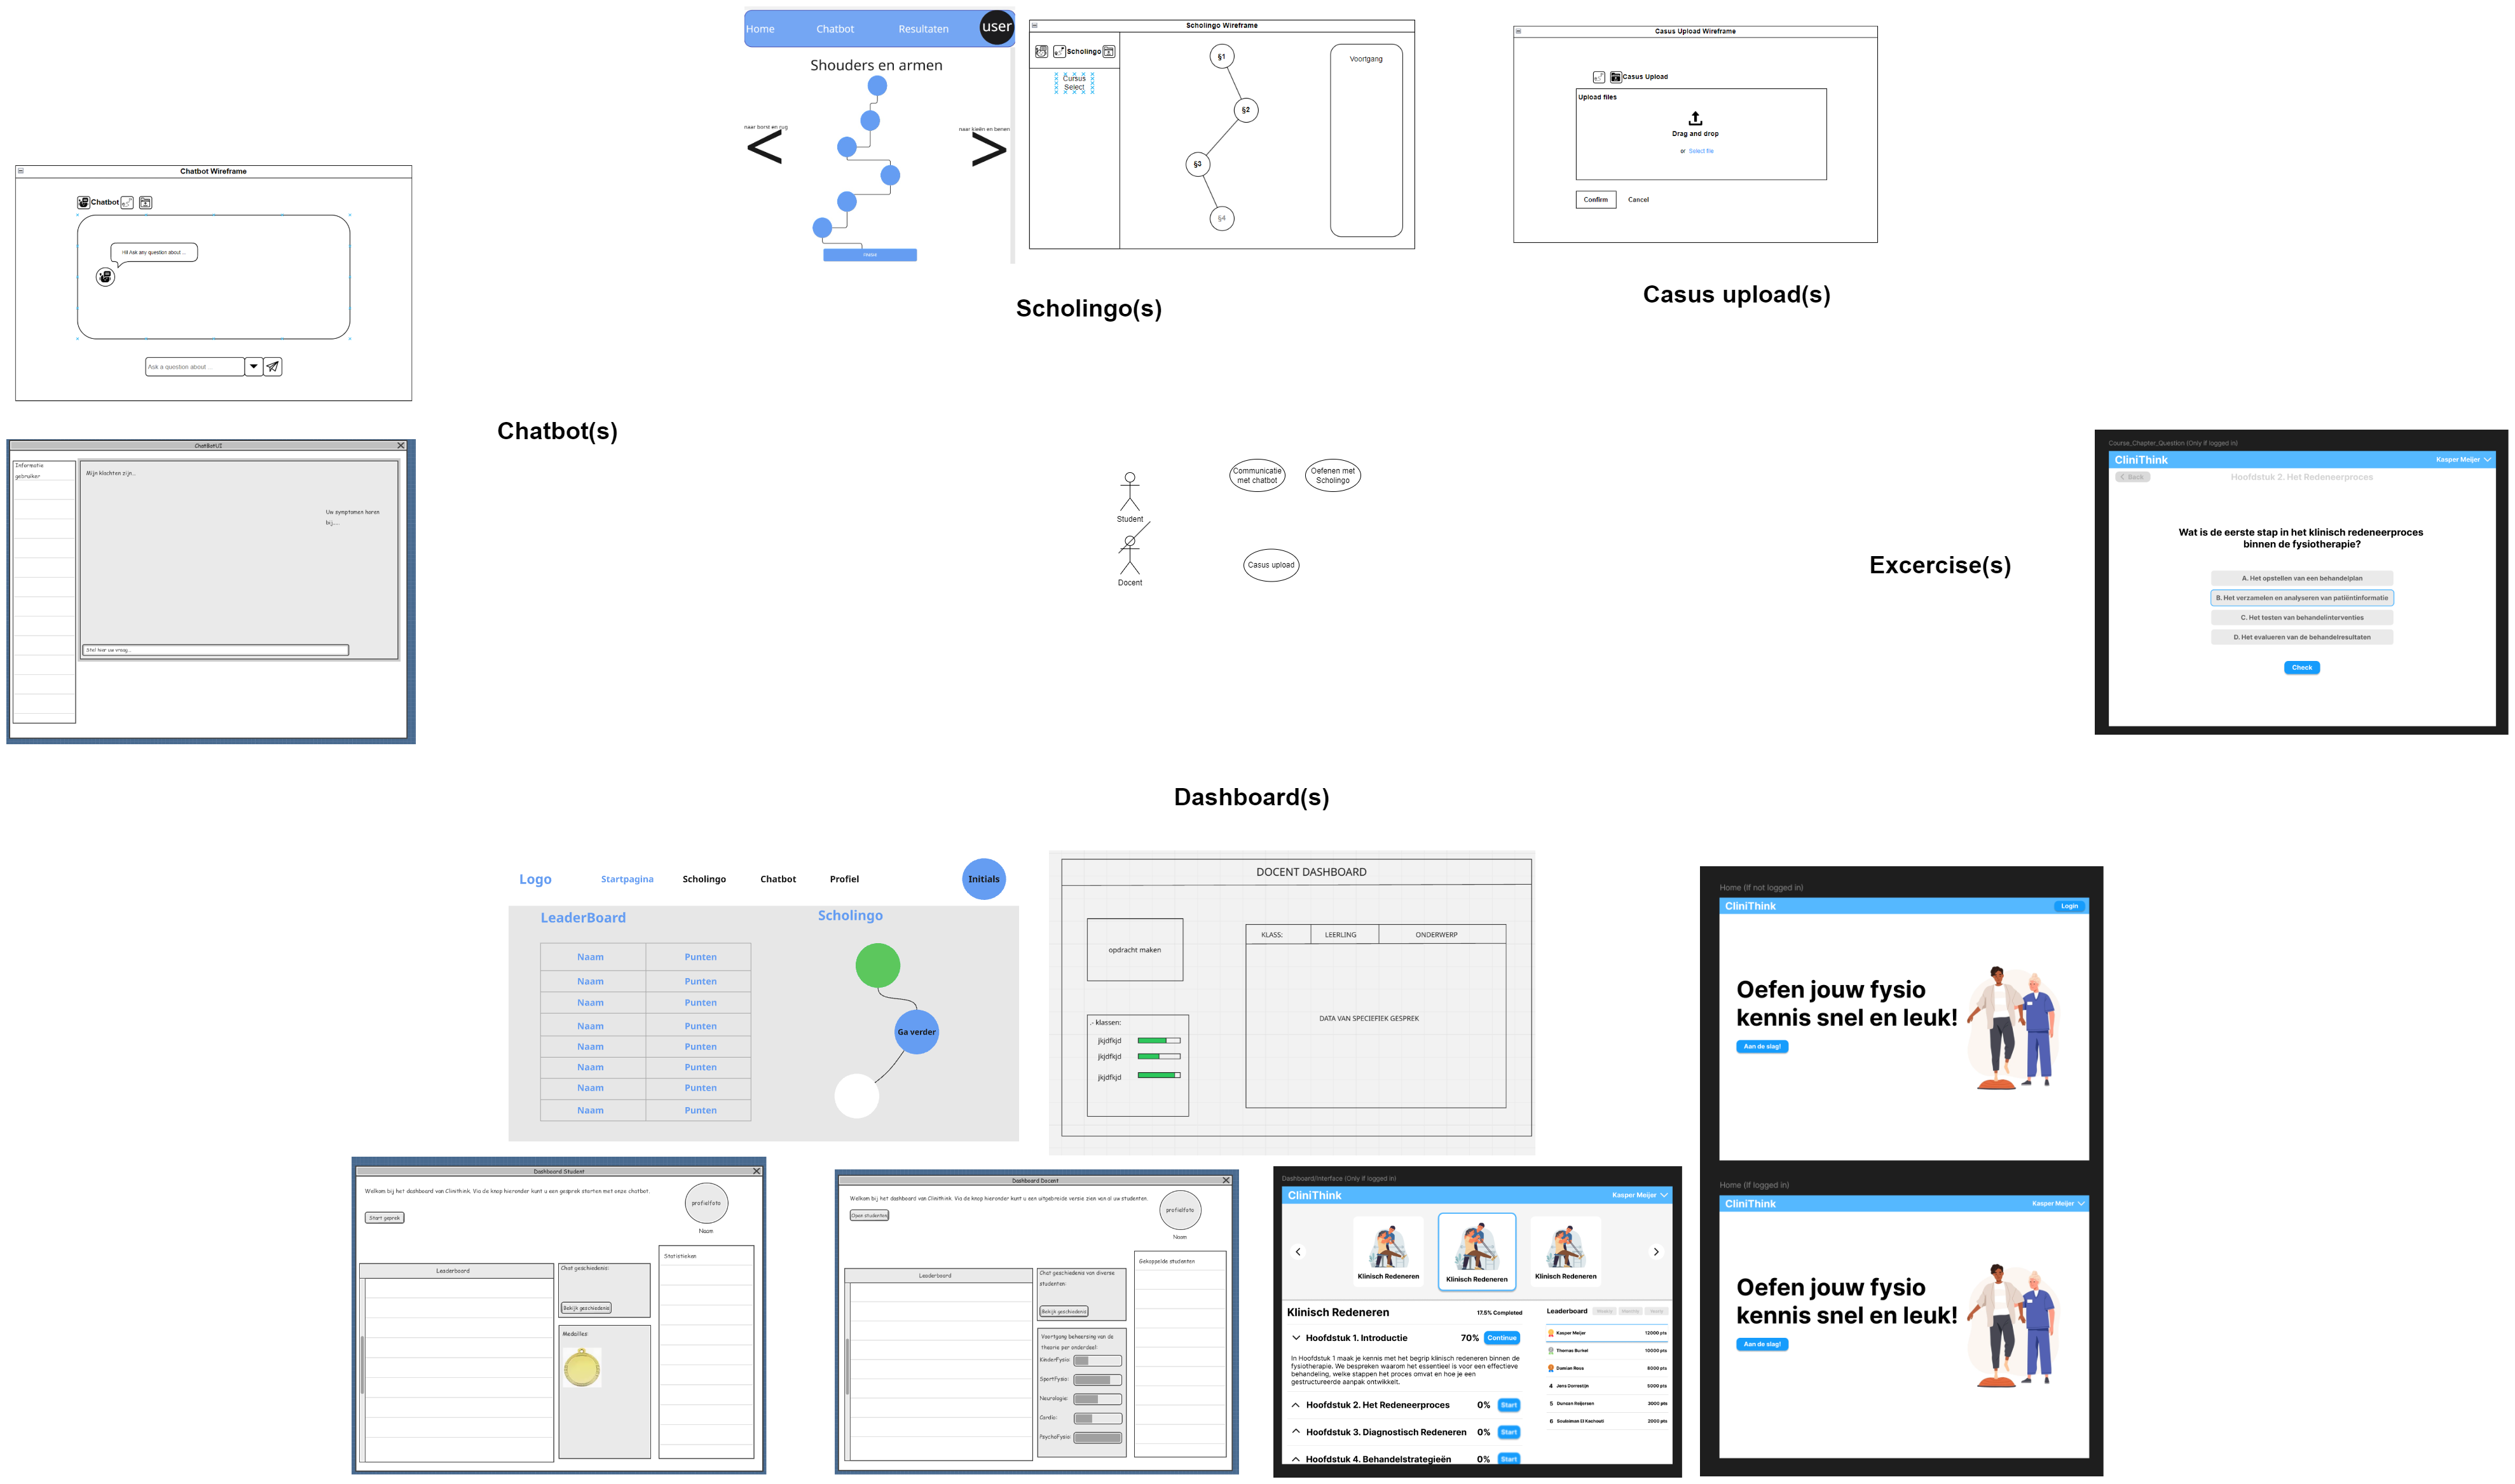 Home
Chatbot
Resultaten
user
Shouders en armen
naar borst en rug
<
naar kieën en benen
>
Scholingo Wireframe
Scholingo
Cursus
Select
§1
§2
§3
§4
Voortgang
Casus Upload Wireframe
Casus Upload
Upload files
Drag and drop
or Select file
Confirm
Cancel
Scholingo(s)
Casus upload(s)
Chatbot Wireframe
Chatbot
Hi! Ask any question about ...
Ask a question about ...
Chatbot(s)
ChatBotUI
Informatie
gebruiker
Mijn klachten zijn...
Uw symptomen horen
bij....
Stel hier uw vraag...
Student
Docent
Communicatie
met chatbot
Oefenen met
Scholingo
Casus upload
Excercise(s)
Course_Chapter_Question (Only if logged in)
CliniThink
Kasper Meijer
Back
Hoofdstuk 2. Het Redeneerproces
Wat is de eerste stap in het klinisch redeneerproces
binnen de fysiotherapie?
A. Het opstellen van een behandelplan
B. Het verzamelen en analyseren van patiëntinformatie
C. Het testen van behandelinterventies
D. Het evalueren van de behandelresultaten
Check
Dashboard(s)
Logo
Startpagina
Scholingo
Chatbot
Profiel
Initials
LeaderBoard
Naam Punten
Naam Punten
Naam Punten
Naam Punten
Naam Punten
Naam Punten
Naam Punten
Naam Punten
Scholingo
Ga verder
DOCENT DASHBOARD
opdracht maken
.- klassen:
jkjdfkjd
jkjdfkjd
jkjdfkjd
KLASS:
LEERLING
ONDERWERP
DATA VAN SPECIEFIEK GESPREK
Home (If not logged in)
CliniThink
Login
Oefen jouw fysio
kennis snel en leuk!
Aan de slag!
Home (If logged in)
CliniThink
Kasper Meijer
Oefen jouw fysio
kennis snel en leuk!
Aan de slag!
Dashboard Student
Welkom bij het dashboard van Clinithink. Via de knop hieronder kunt u een gesprek starten met onze chatbot.
Start geprek
profielfoto
Naam
Leaderboard
Chat geschiedenis:
Bekijk geschiedenis
Medailles:
Statistieken
Dashboard Docent
Welkom bij het dashboard van Clinithink. Via de knop hieronder kunt u een uitgebreide versie zien van al uw studenten.
Open studenten
profielfoto
Naam
Leaderboard
Chat geschiedenis van diverse
studenten:
Bekijk geschiedenis
Voortgang beheersing van de
theorie per onderdeel:
KinderFysio:
SportFysio:
Neurologie:
Cardio:
PsychoFysio:
Gekoppelde studenten
Dashboard/Interface (Only if logged in)
CliniThink
Kasper Meijer
Klinisch Redeneren
Klinisch Redeneren
Klinisch Redeneren
Klinisch Redeneren
17.5% Completed
Hoofdstuk 1. Introductie
70%
Continue
In Hoofdstuk 1 maak je kennis met het begrip klinisch redeneren binnen de
fysiotherapie. We bespreken waarom het essentieel is voor een effectieve
behandeling, welke stappen het proces omvat en hoe je een
gestructureerde aanpak ontwikkelt.
Hoofdstuk 2. Het Redeneerproces
0%
Start
Hoofdstuk 3. Diagnostisch Redeneren
0%
Start
Hoofdstuk 4. Behandelstrategieën
0%
Start
Leaderboard
Kasper Meijer 12000 pts
Thomas Burkel 10000 pts
Damian Ross 8000 pts
4 Jens Dorrestijn 5000 pts
5 Duncan Reijersen 3000 pts
6 Souleiman El Kachouti 2000 pts